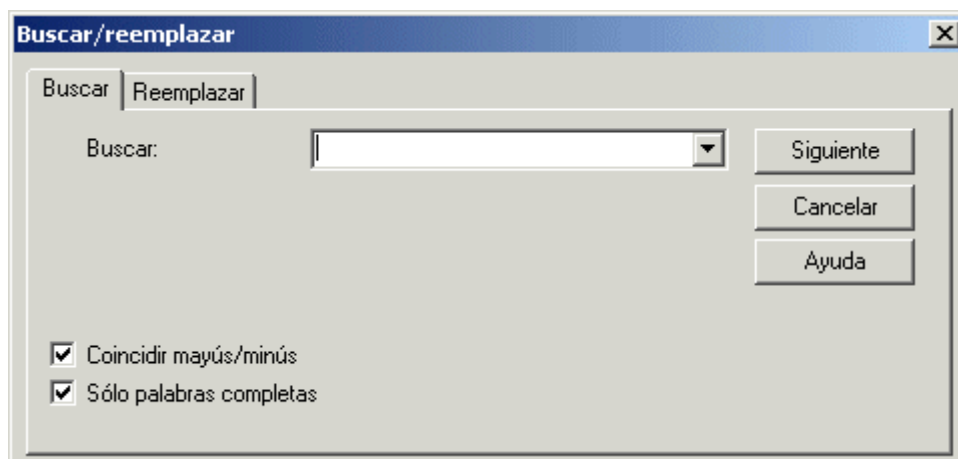 Buscar/reemplazar
Buscar Reemplazar
Buscar: Siguiente
Cancelar
Ayuda
Coincidir mayús/minús
Sólo palabras completas